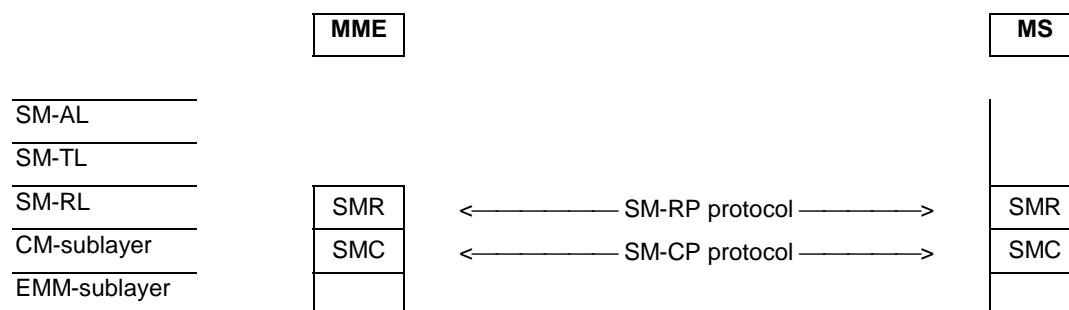 MME MS
SM-AL
SM-TL
SM-RL SMR <———————— SM-RP protocol ————————> SMR
CM-sublayer SMC <———————— SM-CP protocol ————————> SMC
EMM-sublayer